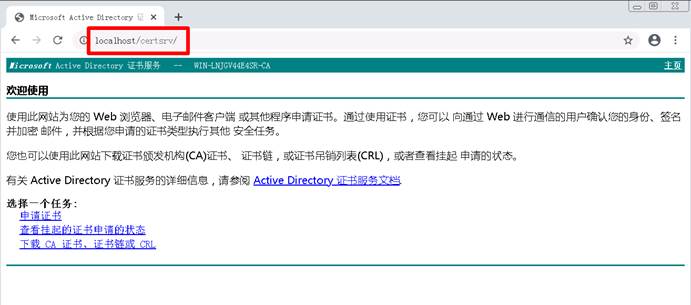 Microsoft Active Directory 证
localhost/certsrv/
Microsoft Active Directory 证书服务 -- WIN-LNJGV44E4SR-CA 主页
欢迎使用
使用此网站为您的 Web 浏览器、电子邮件客户端 或其他程序申请证书。通过使用证书，您可以 向通过 Web 进行通信的用户确认您的身份、签名
并加密 邮件，并根据您申请的证书类型执行其他 安全任务。
您也可以使用此网站下载证书颁发机构(CA)证书、 证书链，或证书吊销列表(CRL)，或者查看挂起 申请的状态。
有关 Active Directory 证书服务的详细信息，请参阅 Active Directory 证书服务文档.
选择一个任务:
申请证书
查看挂起的证书申请的状态
下载 CA 证书、证书链或 CRL